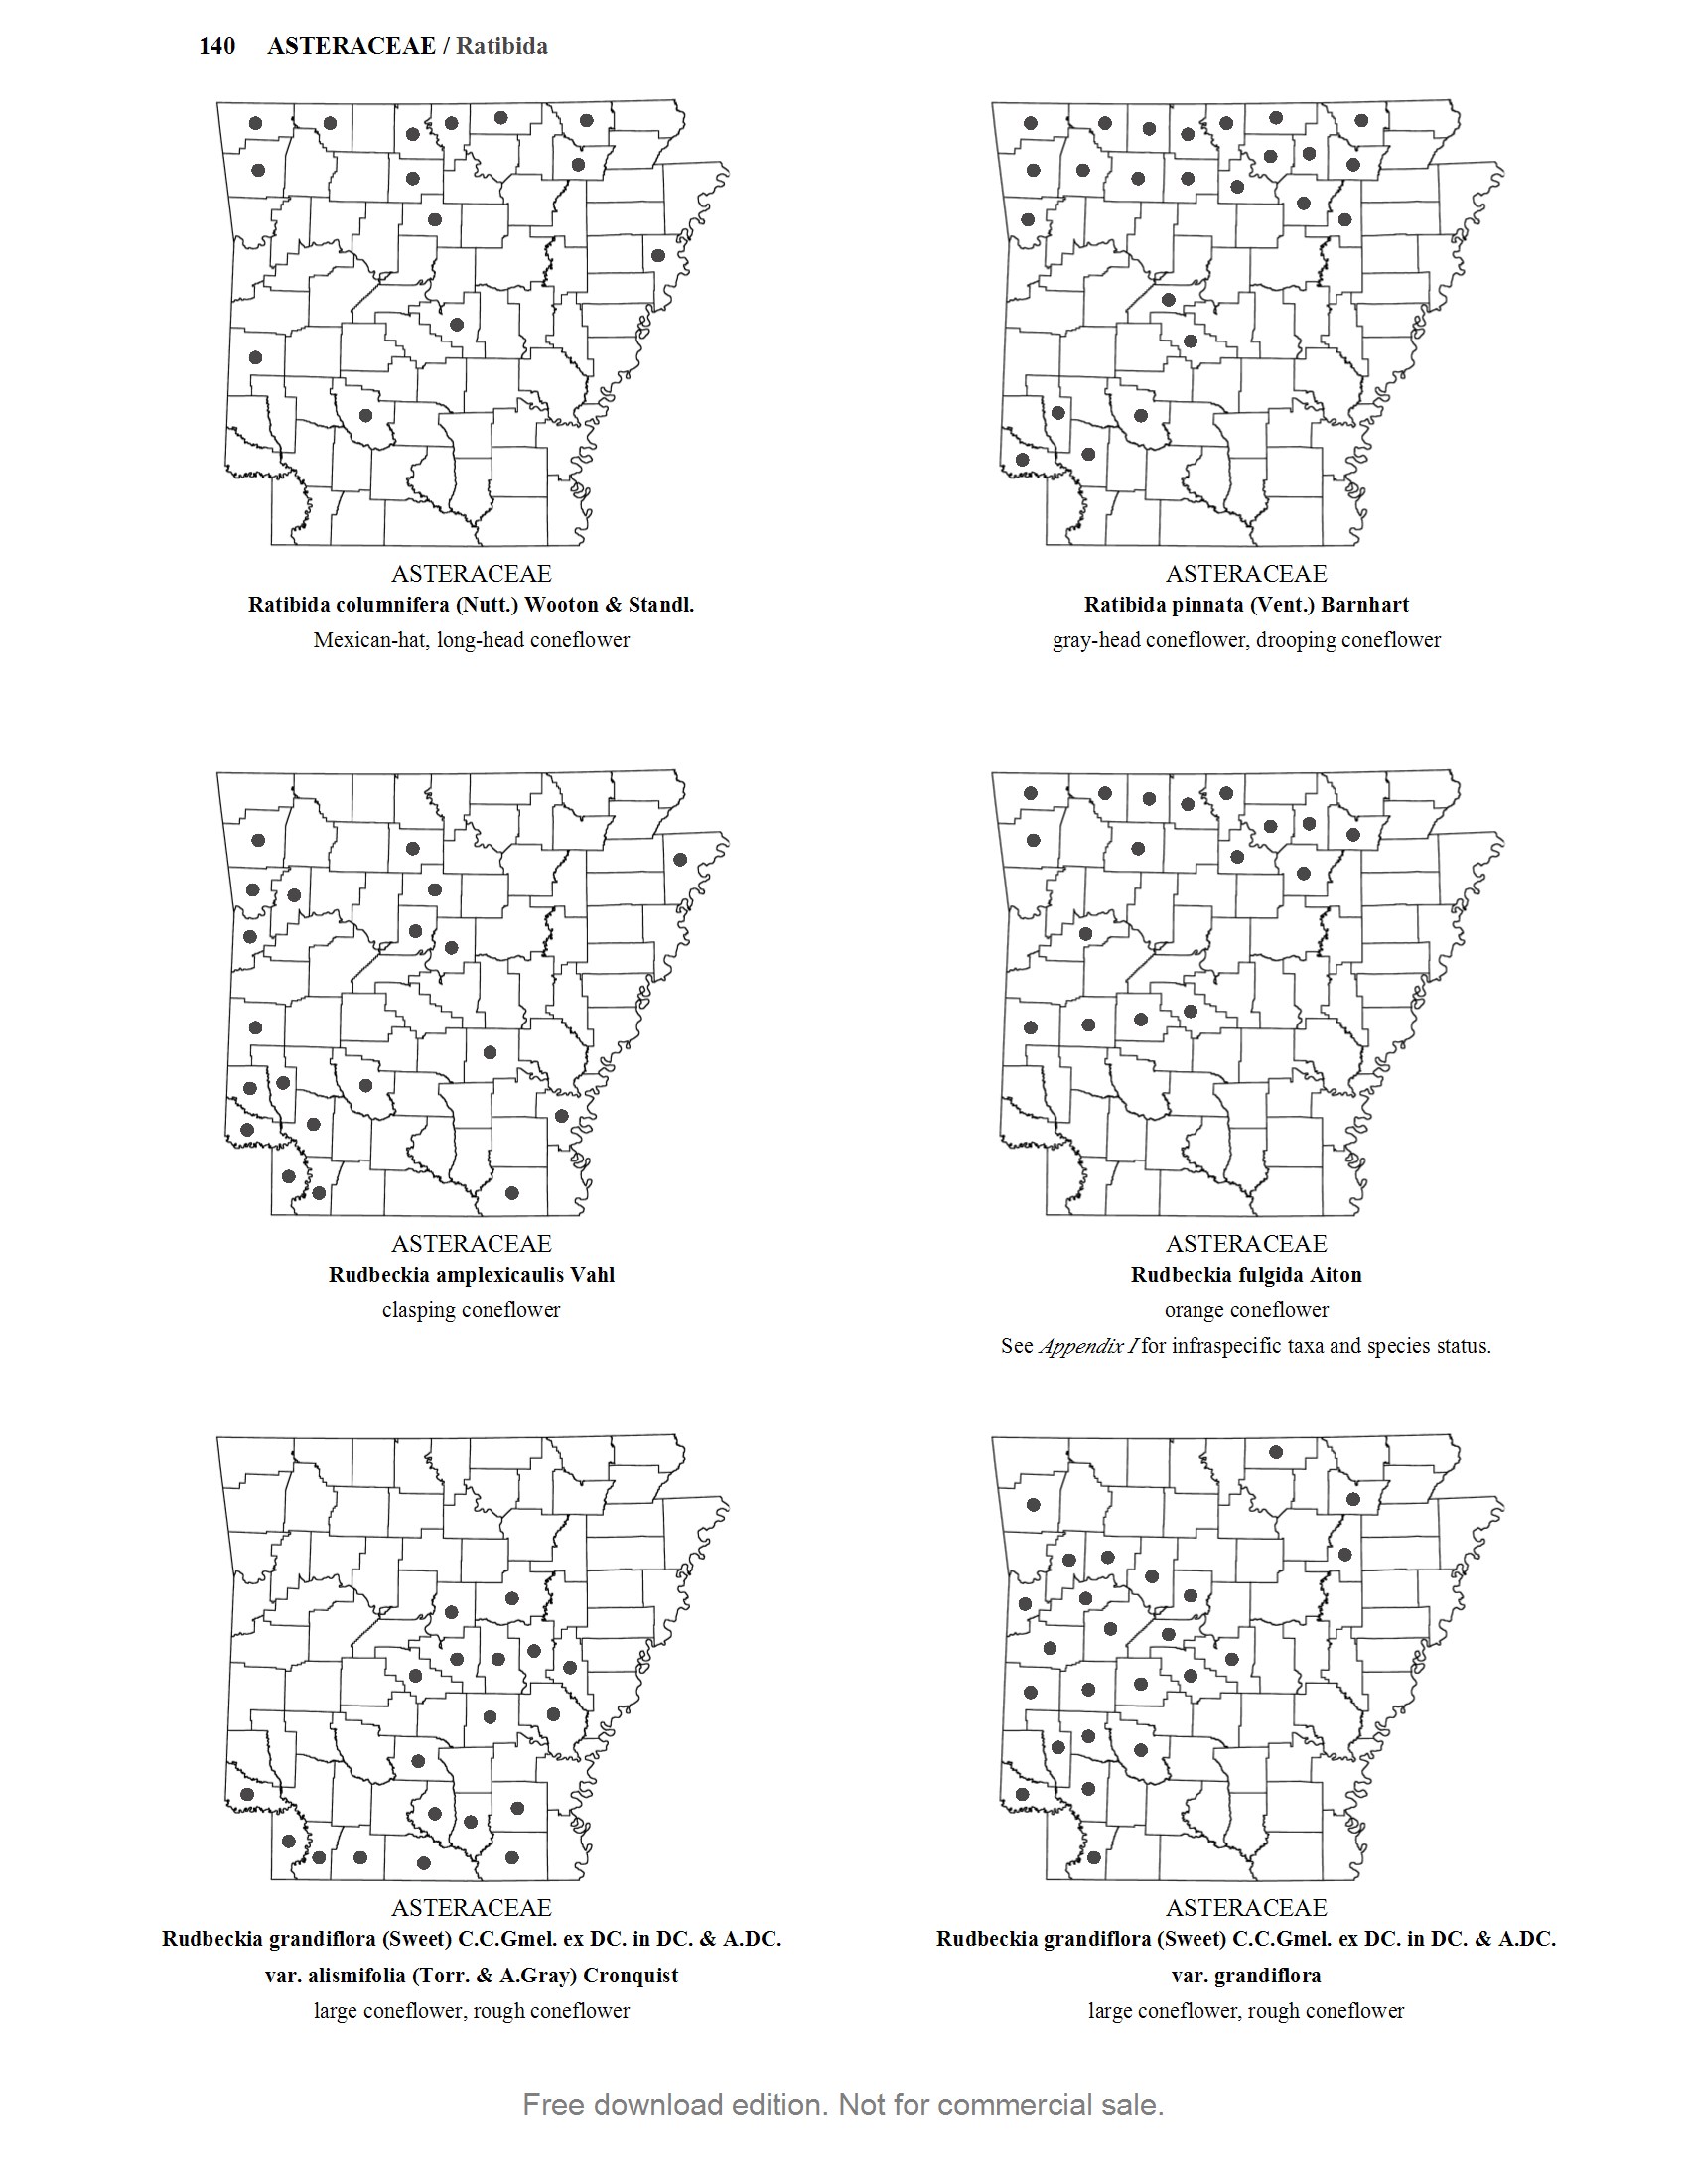 140 ASTERACEAE / Ratibida
ASTERACEAE
Ratibida columnifera (Nutt.) Wooton & Standl.
Mexican-hat, long-head coneflower
ASTERACEAE
Ratibida pinnata (Vent.) Barnhart
gray-head coneflower, drooping coneflower
ASTERACEAE
Rudbeckia amplexicaulis Vahl
clasping coneflower
ASTERACEAE
Rudbeckia fulgida Aiton
orange coneflower
See Appendix I for infraspecific taxa and species status.
ASTERACEAE
Rudbeckia grandiflora (Sweet) C.C.Gmel. ex DC. in DC. & A.DC.
var. alismifolia (Torr. & A.Gray) Cronquist
large coneflower, rough coneflower
ASTERACEAE
Rudbeckia grandiflora (Sweet) C.C.Gmel. ex DC. in DC. & A.DC.
var. grandiflora
large coneflower, rough coneflower
Free download edition. Not for commercial sale.